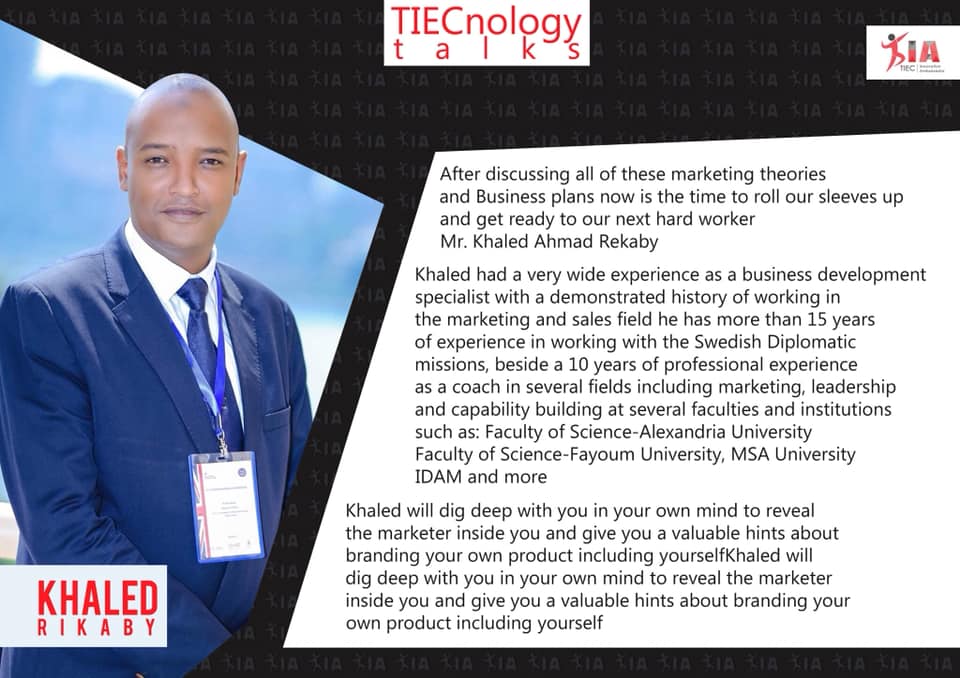 TIECnology
talks
IA
TIEC
Innovation
Ambassador
After discussing all of these marketing theories
and Business plans now is the time to roll our sleeves up
and get ready to our next hard worker
Mr. Khaled Ahmad Rekaby
Khaled had a very wide experience as a business development
specialist with a demonstrated history of working in
the marketing and sales field he has more than 15 years
of experience in working with the Swedish Diplomatic
missions, beside a 10 years of professional experience
as a coach in several fields including marketing, leadership
and capability building at several faculties and institutions
such as: Faculty of Science-Alexandria University
Faculty of Science-Fayoum University, MSA University
IDAM and more
Khaled will dig deep with you in your own mind to reveal
the marketer inside you and give you a valuable hints about
branding your own product including yourselfKhaled will
dig deep with you in your own mind to reveal the marketer
inside you and give you a valuable hints about branding your
own product including yourself
KHALED
RIKABY